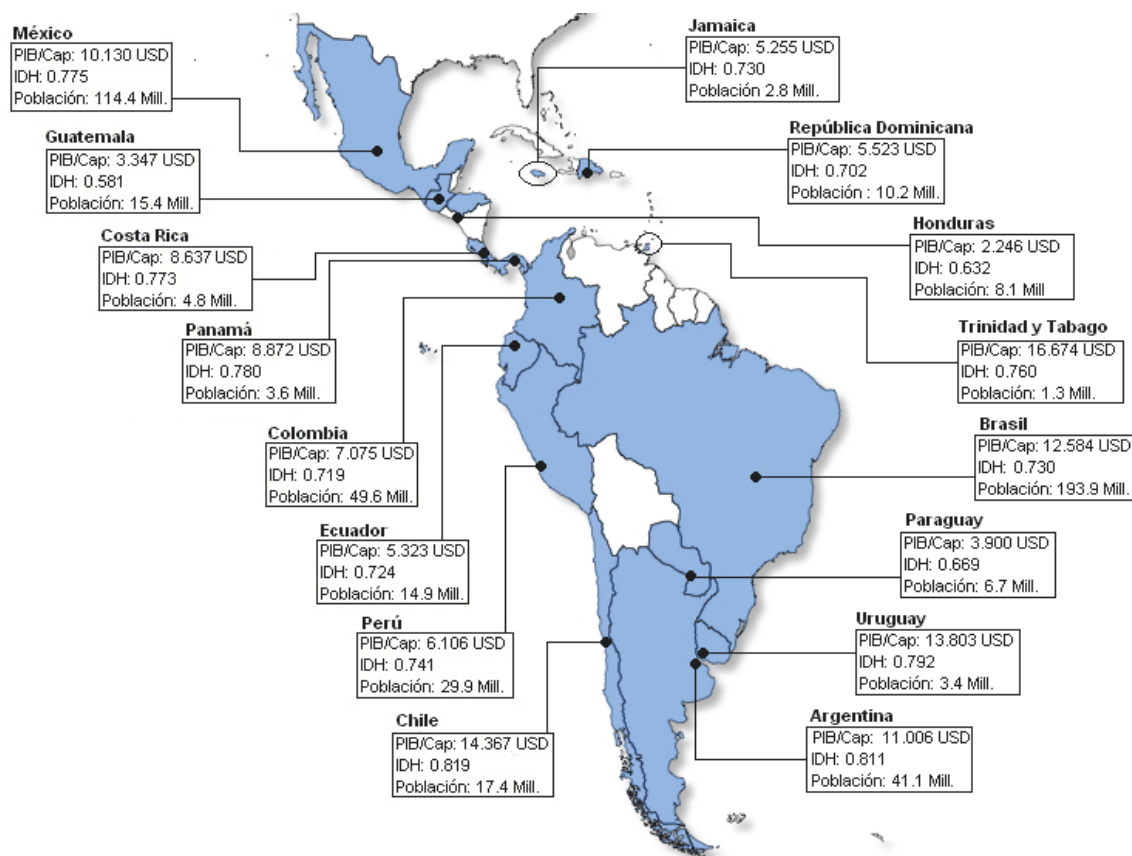 México
PIB/Cap: 10.130 USD
IDH: 0.775
Población: 114.4 Mill.
Guatemala
PIB/Cap: 3.347 USD
IDH: 0.581
Población: 15.4 Mill.
Costa Rica
PIB/Cap: 8.637 USD
IDH: 0.773
Población: 4.8 Mill.
Panamá
PIB/Cap: 8.872 USD
IDH: 0.780
Población: 3.6 Mill.
Colombia
PIB/Cap: 7.075 USD
IDH: 0.719
Población: 49.6 Mill.
Ecuador
PIB/Cap: 5.323 USD
IDH: 0.724
Población: 14.9 Mill.
Perú
PIB/Cap: 6.106 USD
IDH: 0.741
Población: 29.9 Mill.
Chile
PIB/Cap: 14.367 USD
IDH: 0.819
Población: 17.4 Mill.
Jamaica
PIB/Cap: 5.255 USD
IDH: 0.730
Población 2.8 Mill.
República Dominicana
PIB/Cap: 5.523 USD
IDH: 0.702
Población : 10.2 Mill.
Honduras
PIB/Cap: 2.246 USD
IDH: 0.632
Población: 8.1 Mill
Trinidad y Tabago
PIB/Cap: 16.674 USD
IDH: 0.760
Población: 1.3 Mill.
Brasil
PIB/Cap: 12.584 USD
IDH: 0.730
Población: 193.9 Mill.
Paraguay
PIB/Cap: 3.900 USD
IDH: 0.669
Población: 6.7 Mill.
Uruguay
PIB/Cap: 13.803 USD
IDH: 0.792
Población: 3.4 Mill.
Argentina
PIB/Cap: 11.006 USD
IDH: 0.811
Población: 41.1 Mill.